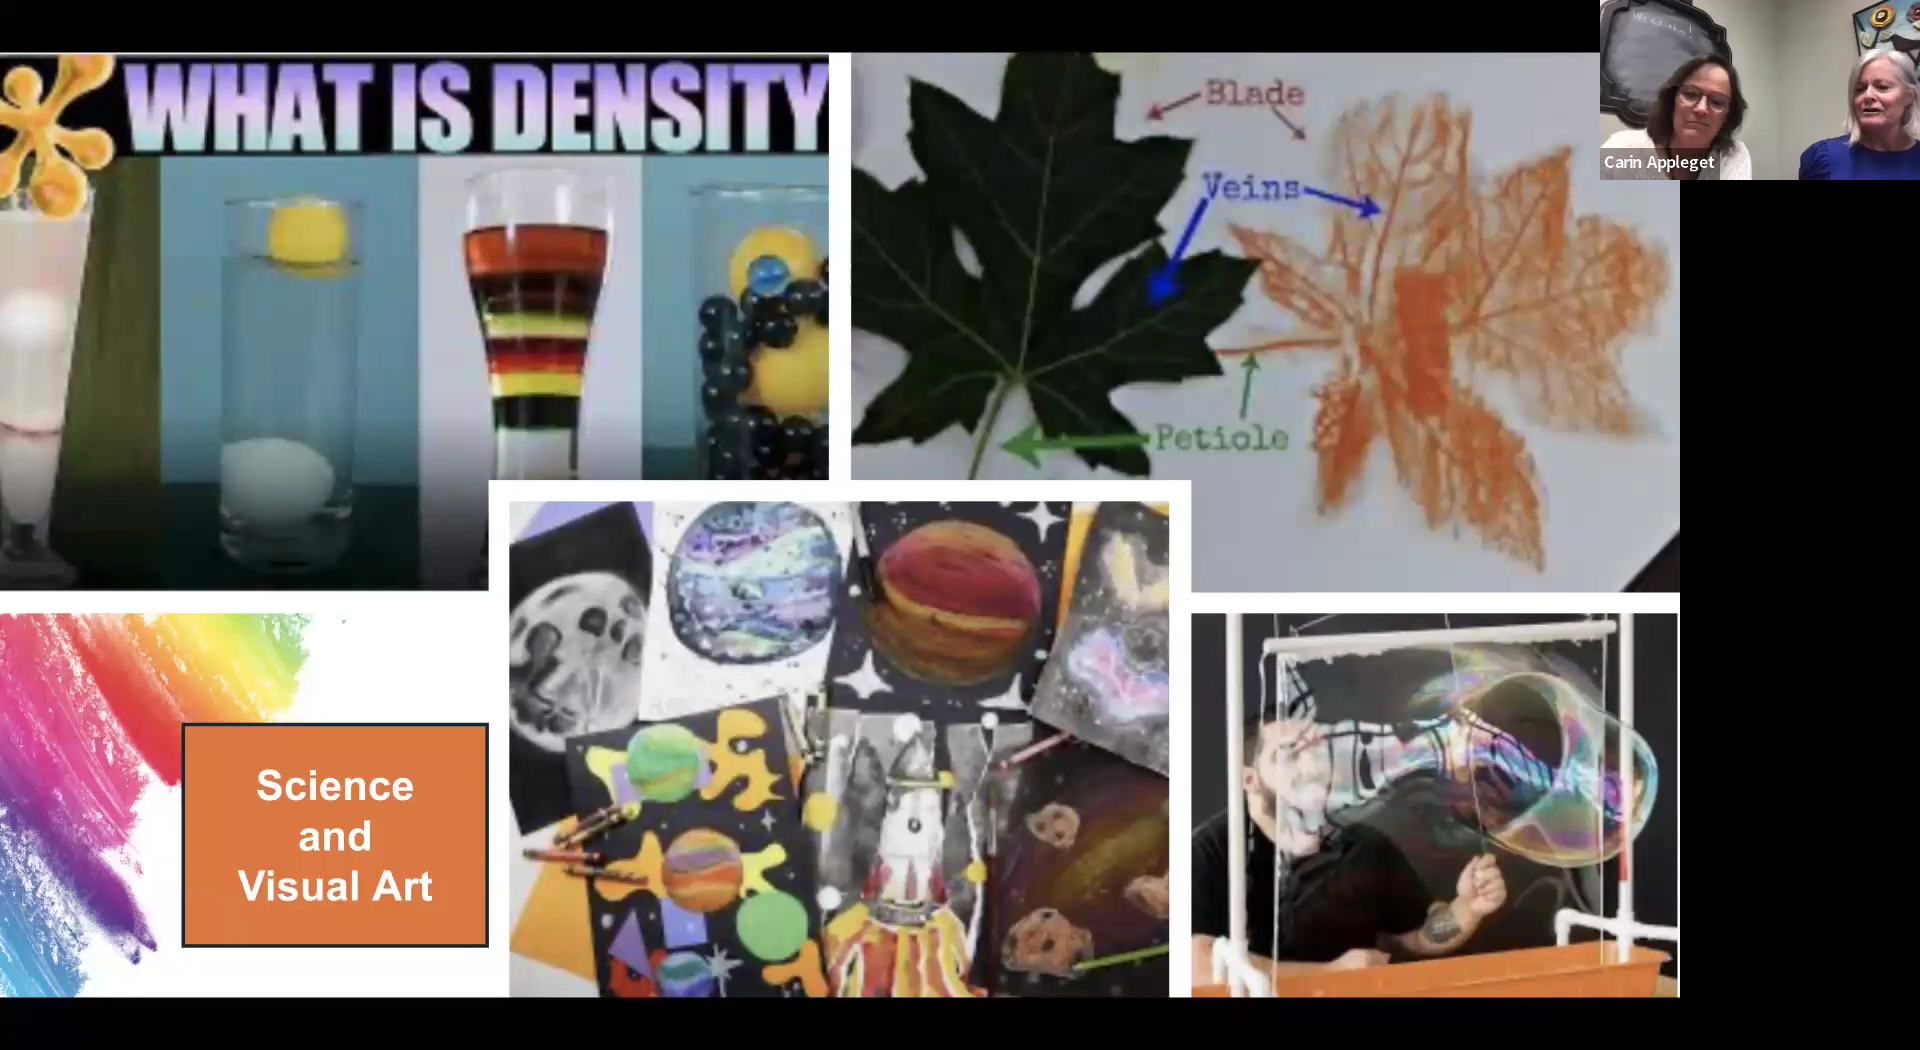 WHAT IS DENSITY
Blade
Veins
Petiole
Carin Appleget
Science
and
Visual Art